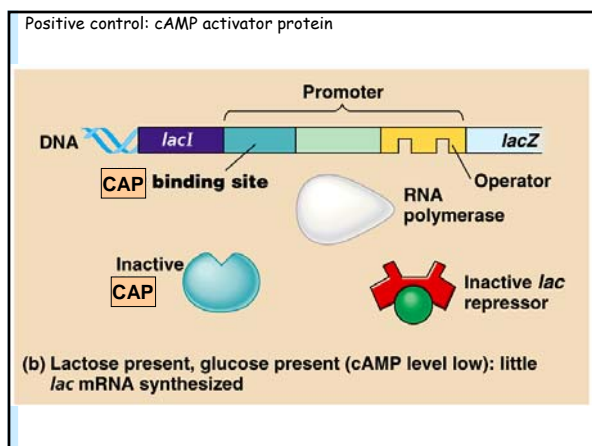 Positive control: cAMP activator protein
Promoter
DNA
lacI
lacZ
CAP binding site
Operator
RNA
polymerase
Inactive
CAP
Inactive lac
repressor
(b) Lactose present, glucose present (cAMP level low): little
lac mRNA synthesized